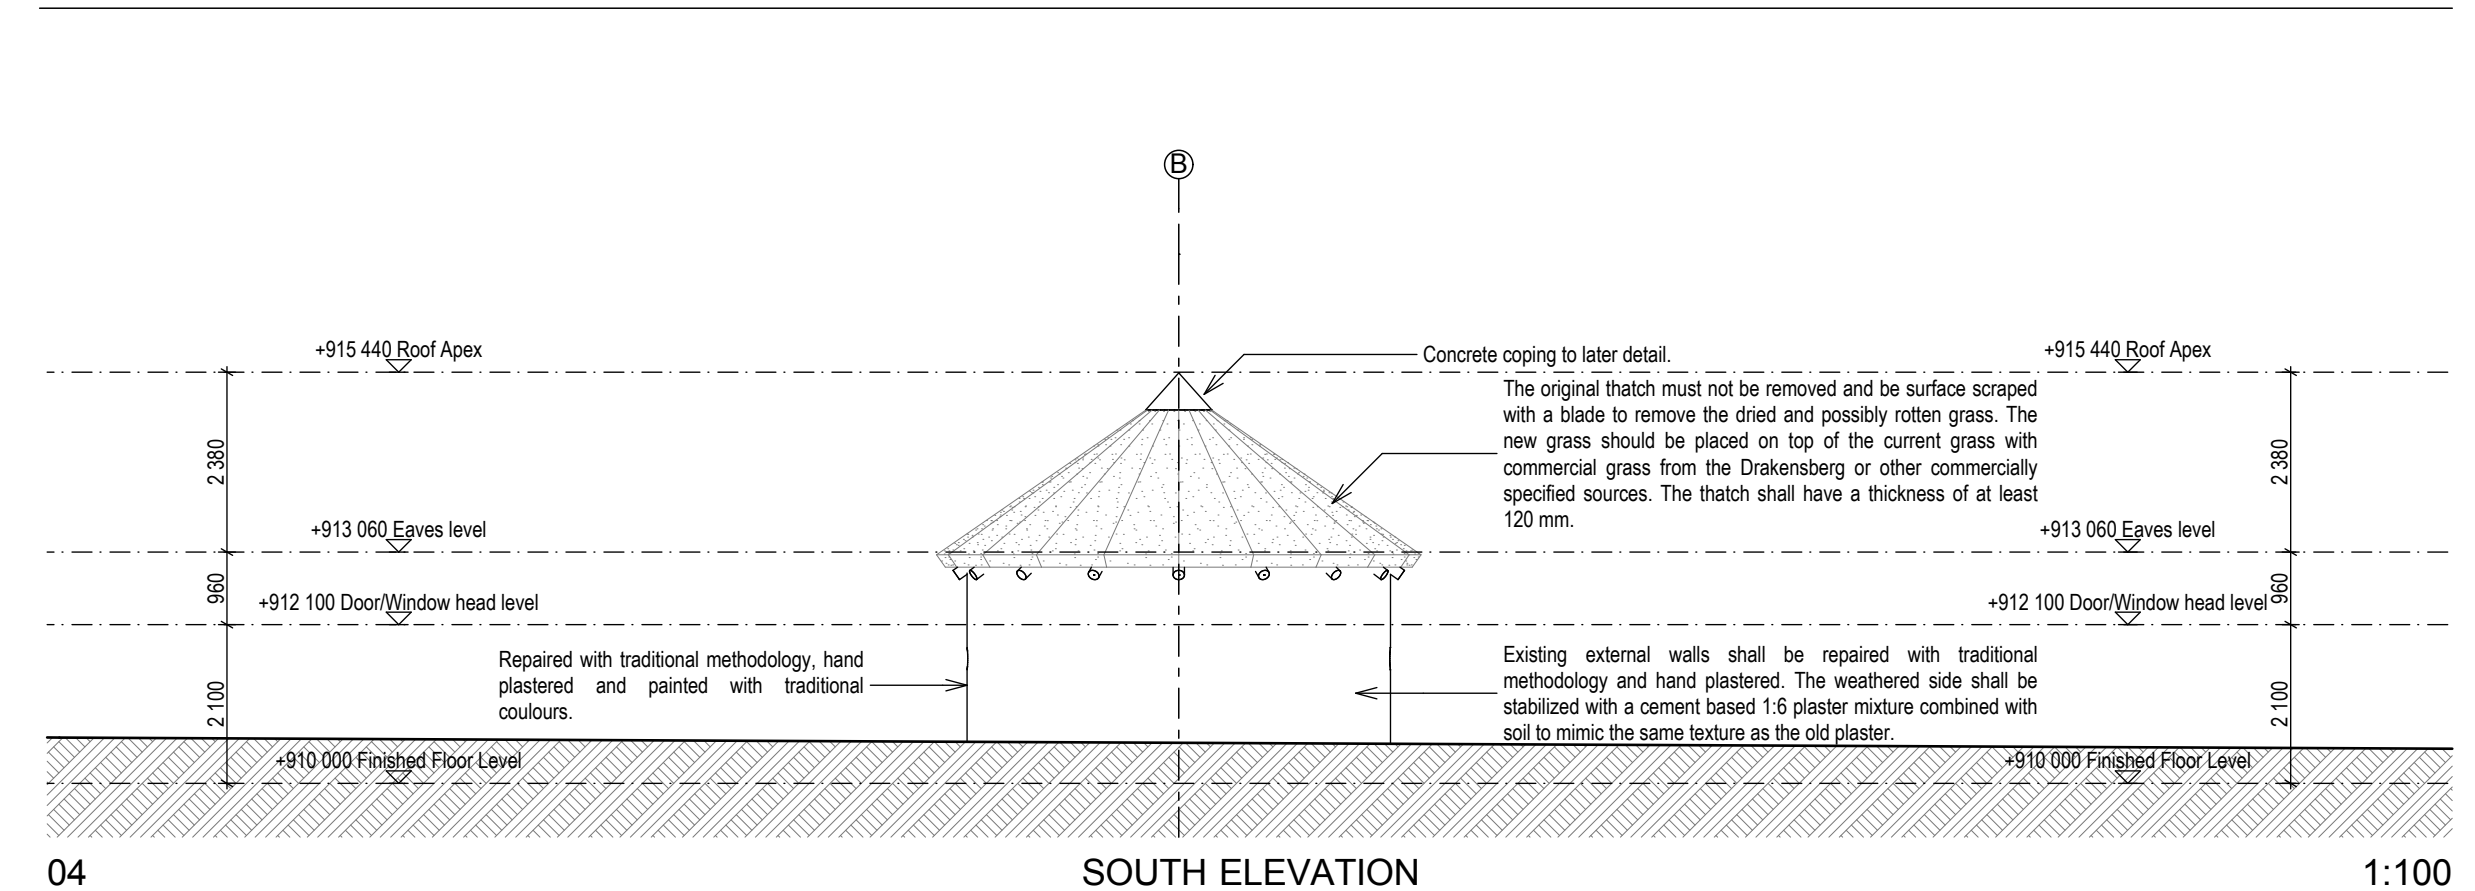 B
+915 440 Roof Apex
+915 440 Roof Apex
Concrete coping to later detail.
The original thatch must not be removed and be surface scraped
with a blade to remove the dried and possibly rotten grass. The
new grass should be placed on top of the current grass with
commercial grass from the Drakensberg or other commercially
specified sources. The thatch shall have a thickness of at least
120 mm.
2 380
2 380
+913 060 Eaves level
+913 060 Eaves level
960
960
+912 100 Door/Window head level
+912 100 Door/Window head level
Repaired with traditional methodology, hand
plastered and painted with traditional
coulours.
Existing external walls shall be repaired with traditional
methodology and hand plastered. The weathered side shall be
stabilized with a cement based 1:6 plaster mixture combined with
soil to mimic the same texture as the old plaster.
2 100
2 100
+910 000 Finished Floor Level
+910 000 Finished Floor Level
04
SOUTH ELEVATION
1:100